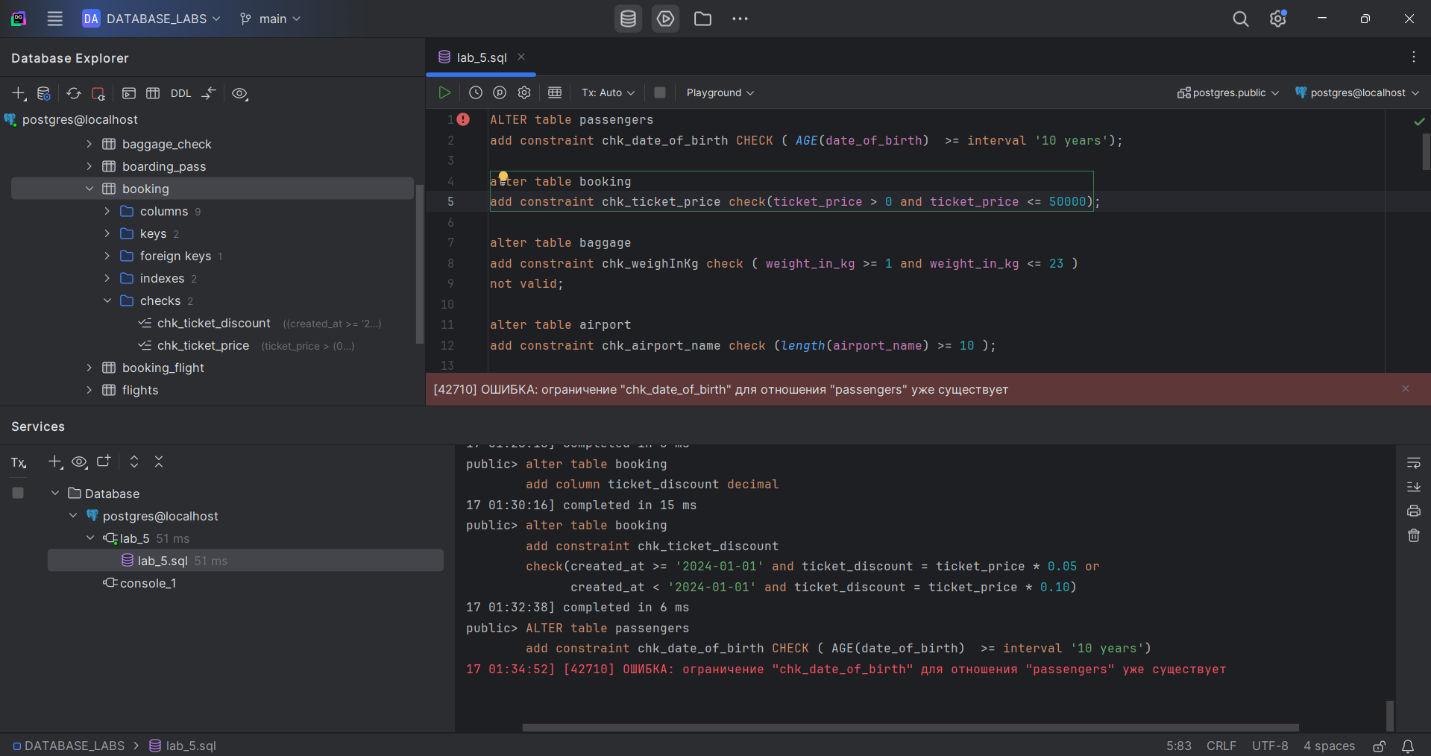 DA DATABASE_LABS main
Database Explorer
DDL
postgres@localhost
baggage_check
boarding_pass
booking
columns 9
keys 2
foreign keys 1
indexes 2
checks 2
chk_ticket_discount ((created_at >= '2...)
chk_ticket_price (ticket_price > (0...)
booking_flight
flights
lab_5.sql
Tx: Auto Playground postgres.public postgres@localhost
1 ALTER table passengers
2 add constraint chk_date_of_birth CHECK ( AGE(date_of_birth) >= interval '10 years');
3
4 alter table booking
5 add constraint chk_ticket_price check(ticket_price > 0 and ticket_price <= 50000);
6
7 alter table baggage
8 add constraint chk_weighInKg check ( weight_in_kg >= 1 and weight_in_kg <= 23 )
9 not valid;
10
11 alter table airport
12 add constraint chk_airport_name check (length(airport_name) >= 10 );
13
[42710] ОШИБКА: ограничение "chk_date_of_birth" для отношения "passengers" уже существует
Services
Tx
Database
postgres@localhost
lab_5 51 ms
lab_5.sql 51 ms
console_1
public> alter table booking
add column ticket_discount decimal
17 01:30:16] completed in 15 ms
public> alter table booking
add constraint chk_ticket_discount
check(created_at >= '2024-01-01' and ticket_discount = ticket_price * 0.05 or
created_at < '2024-01-01' and ticket_discount = ticket_price * 0.10)
17 01:32:38] completed in 6 ms
public> ALTER table passengers
add constraint chk_date_of_birth CHECK ( AGE(date_of_birth) >= interval '10 years')
17 01:34:52] [42710] ОШИБКА: ограничение "chk_date_of_birth" для отношения "passengers" уже существует
DATABASE_LABS > lab_5.sql
5:83 CRLF UTF-8 4 spaces